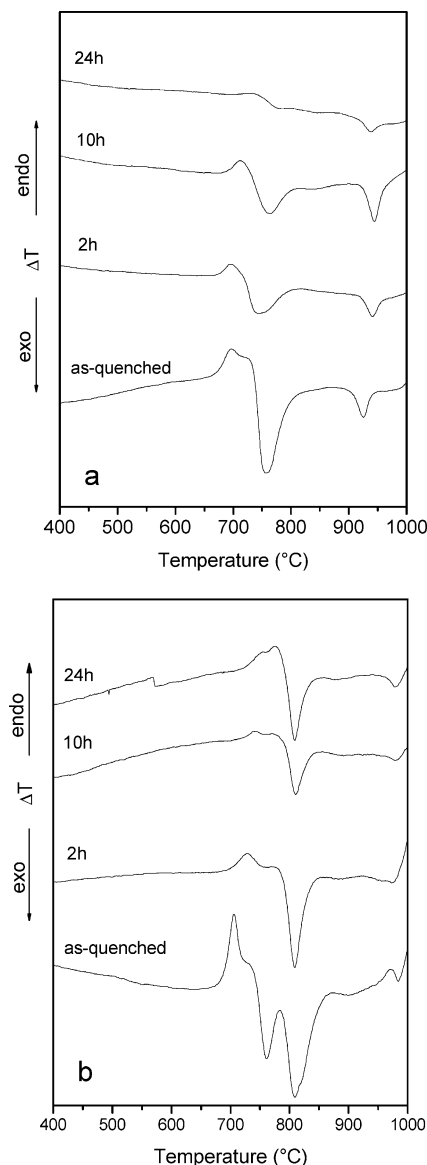 24h
10h
endo
ΔT
2h
exo
as-quenched
a
400 500 600 700 800 900 1000
Temperature (°C)
24h
endo
10h
ΔT
2h
exo
as-quenched
b
400 500 600 700 800 900 1000
Temperature (°C)